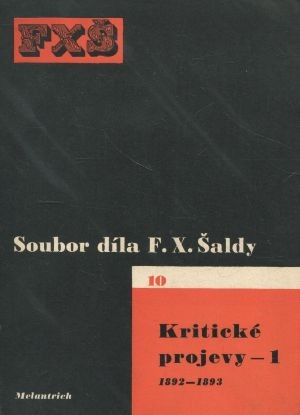 FXŠ
Soubor díla F. X. Šaldy
10
Kritické
projevy – 1
1892—1893
Melantrich